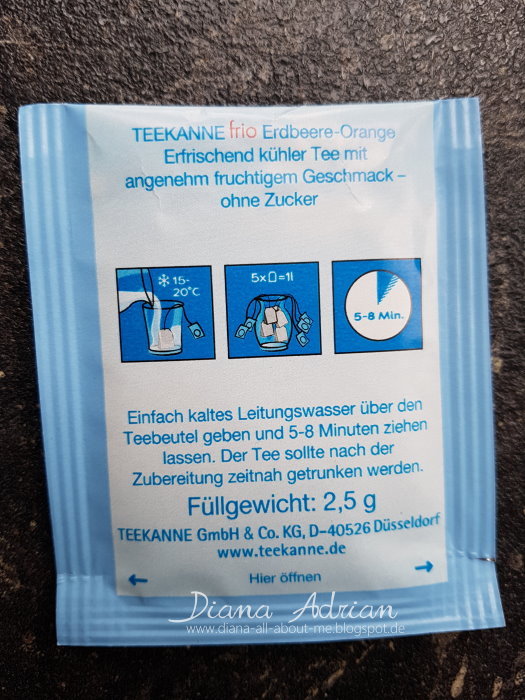 TEEKANNE frio Erdbeere-Orange
Erfrischend kühler Tee mit
angenehm fruchtigem Geschmack –
ohne Zucker
15-
20°C
5x =1l
5-8 Min.
Einfach kaltes Leitungswasser über den
Teebeutel geben und 5-8 Minuten ziehen
lassen. Der Tee sollte nach der
Zubereitung zeitnah getrunken werden.
Füllgewicht: 2,5 g
TEEKANNE GmbH & Co. KG, D-40526 Düsseldorf
www.teekanne.de
Hier öffnen
Diana Adrian
www.diana-all-about-me.blogspot.de